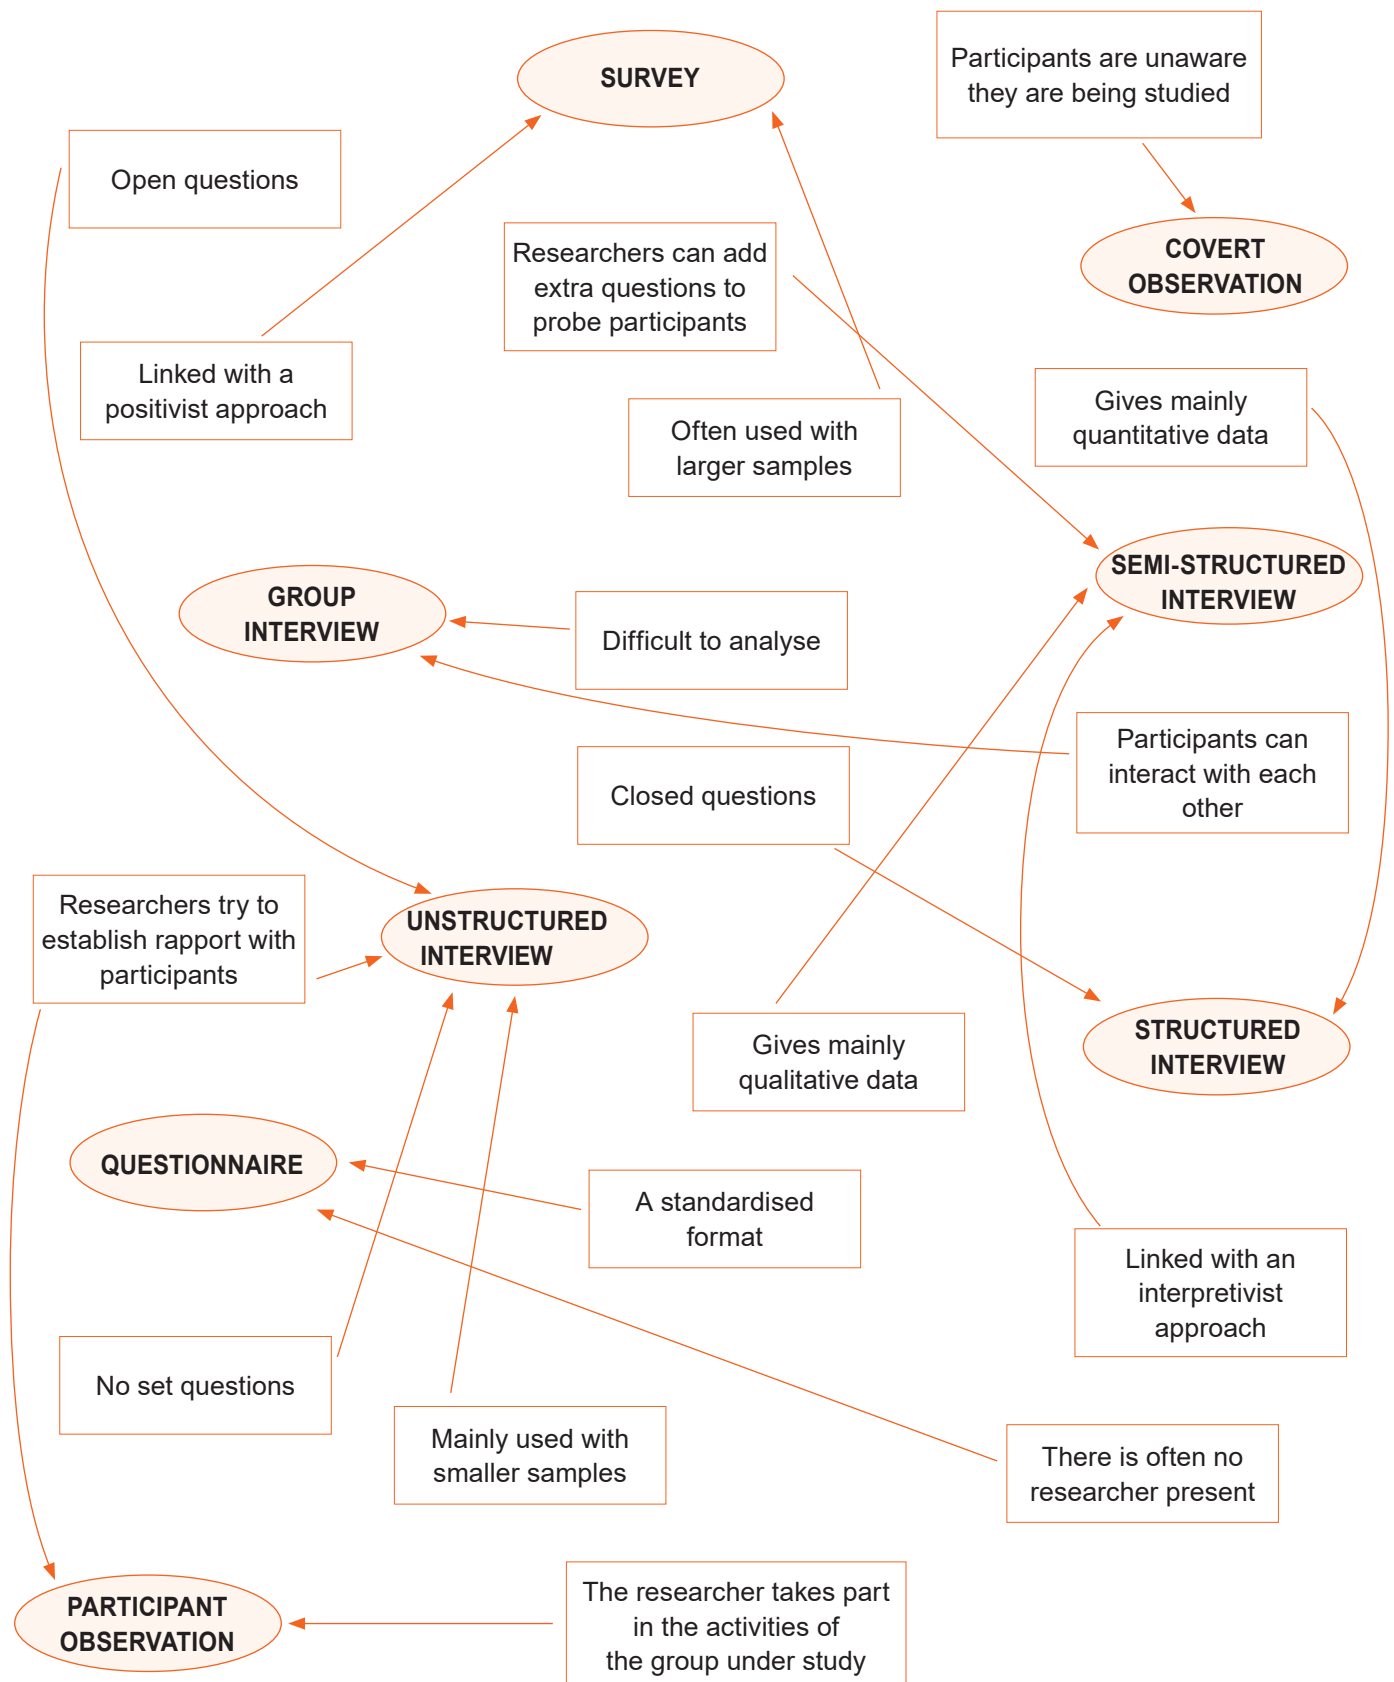 SURVEY
Participants are unaware
they are being studied
Open questions
Researchers can add
extra questions to
probe participants
COVERT
OBSERVATION
Linked with a
positivist approach
Often used with
larger samples
Gives mainly
quantitative data
GROUP
INTERVIEW
Difficult to analyse
SEMI-STRUCTURED
INTERVIEW
Participants can
interact with each
other
Closed questions
Researchers try to
establish rapport with
participants
UNSTRUCTURED
INTERVIEW
Gives mainly
qualitative data
STRUCTURED
INTERVIEW
QUESTIONNAIRE
A standardised
format
Linked with an
interpretivist
approach
No set questions
Mainly used with
smaller samples
There is often no
researcher present
PARTICIPANT
OBSERVATION
The researcher takes part
in the activities of
the group under study